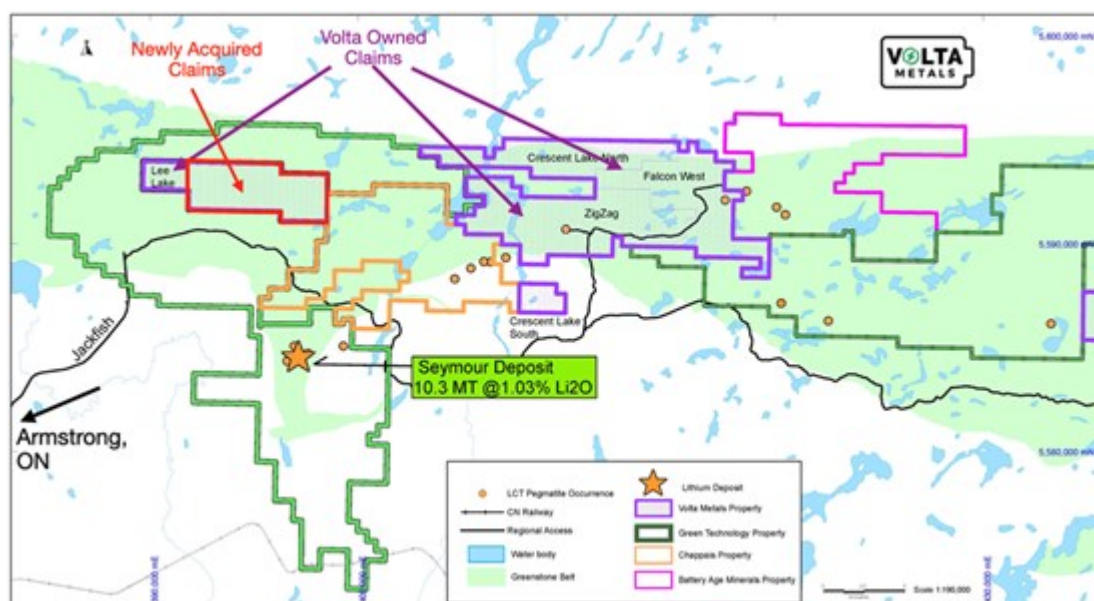 Newly Acquired
Claims
Volta Owned
Claims
VOLTA
METALS
5,600,000 mN
Lee
Lake
Crescent Lake North
Falcon West
ZigZag
5,590,000 mN
Crescent Lake
South
Jackfish
Seymour Deposit
10.3 MT @1.03% Li2O
Armstrong,
ON
5,580,000 mN
LCT Pegmatite Occurrence
CN Railway
Regional Access
Water body
Greenstone Belt
Lithium Deposit
Volta Metals Property
Green Technology Property
Chappais Property
Battery Age Minerals Property
Scale 1:190,000